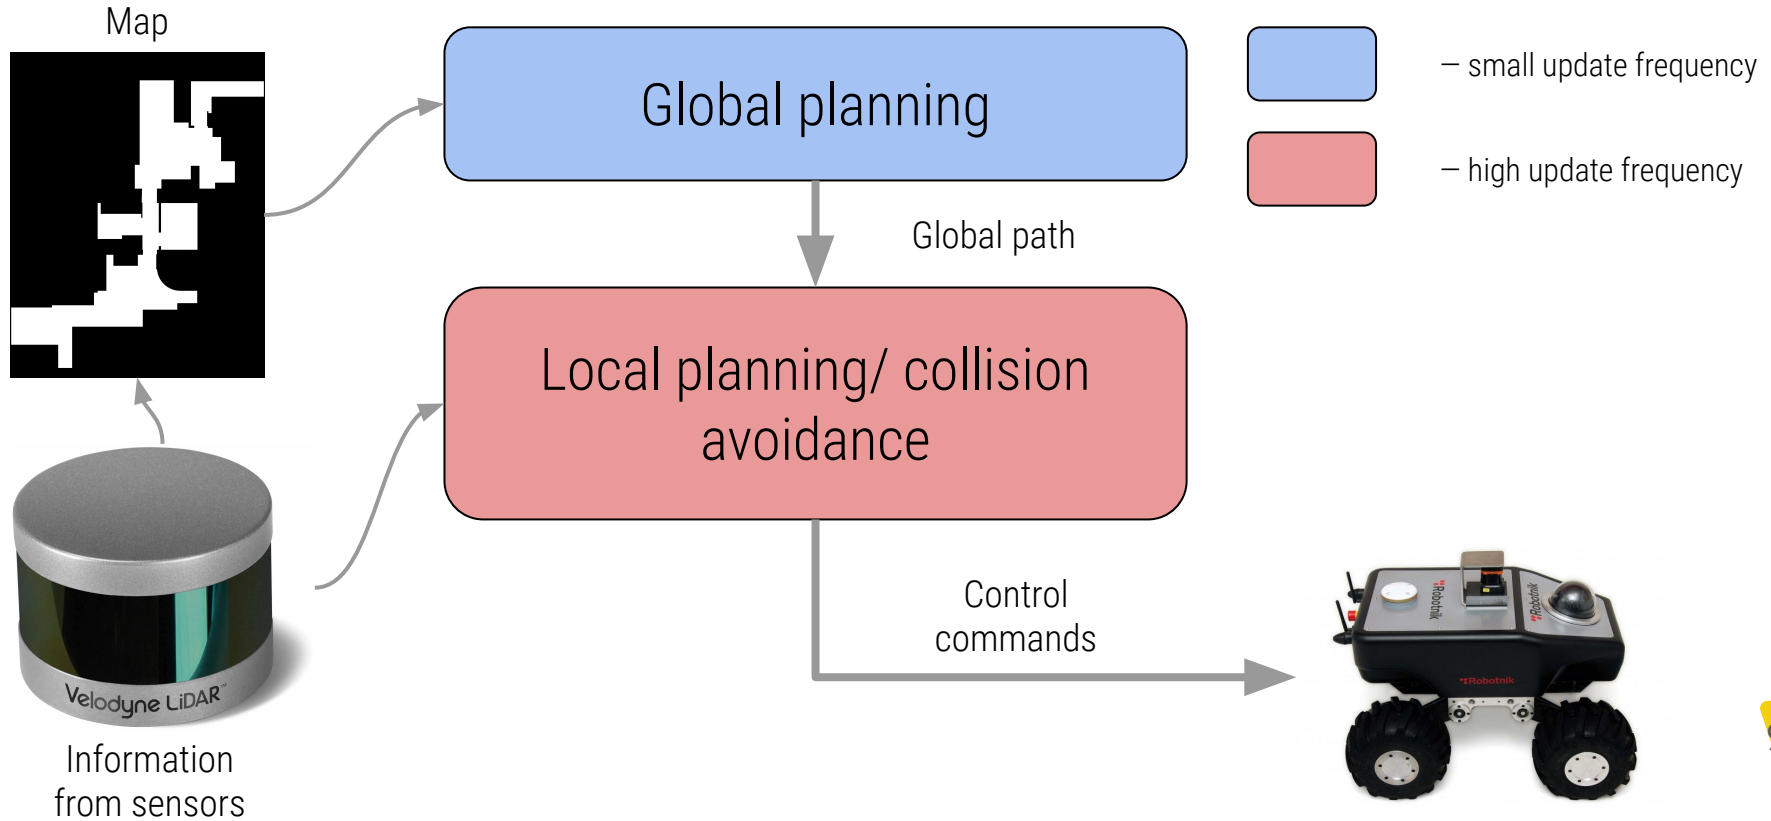 Map
Global planning
— small update frequency
— high update frequency
Global path
Local planning/ collision
avoidance
Control
commands
Velodyne LiDAR™
Robotnik
Robotnik
Robotnik
Information
from sensors